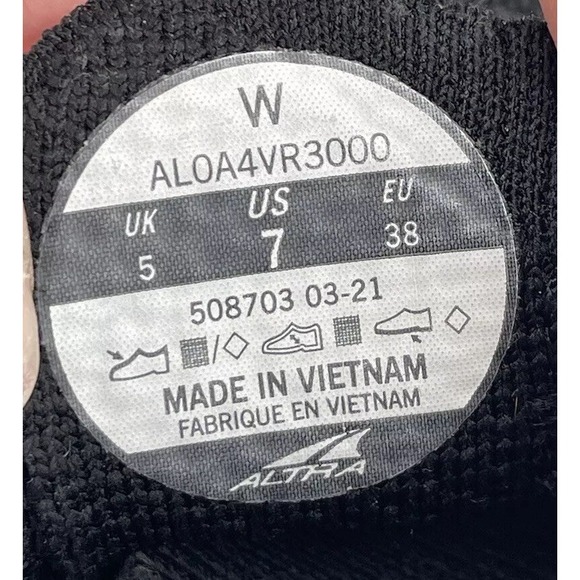 W
AL0A4VR3000
UK US EU
5 7 38
508703 03-21
MADE IN VIETNAM
FABRIQUE EN VIETNAM
ALTRA